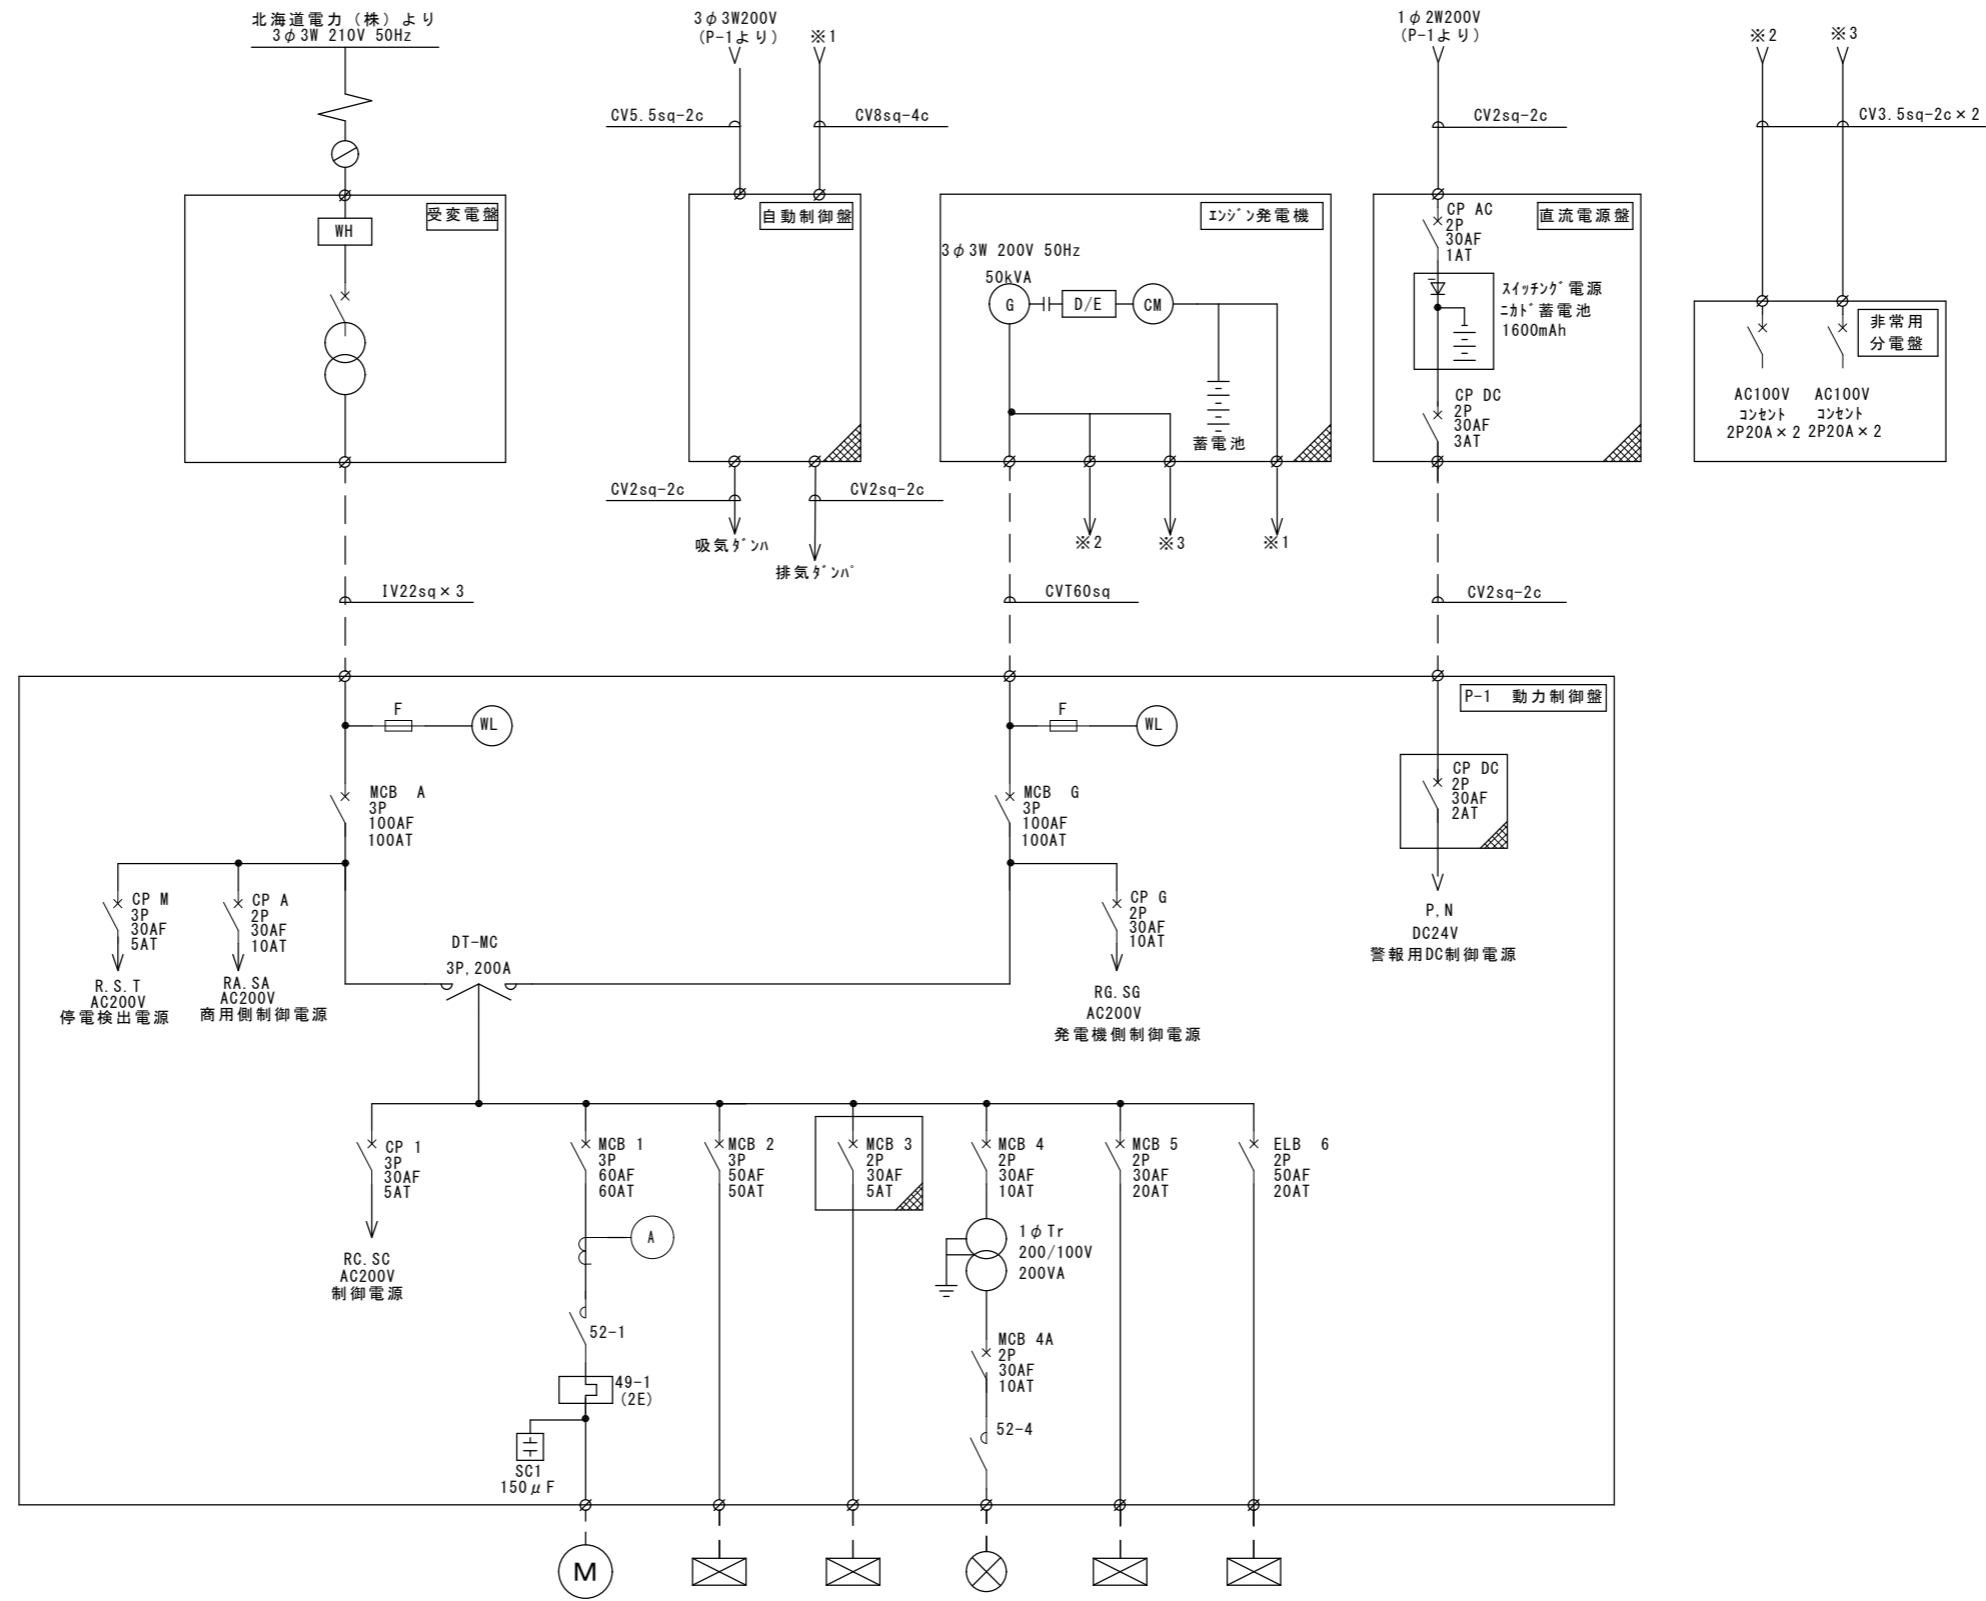 北海道電力（株）より
3φ3W 210V 50Hz
3φ3W200V
(P-1より)
※1
1φ2W200V
(P-1より)
※2
※3
CV5.5sq-2c
CV8sq-4c
CV2sq-2c
CV3.5sq-2c×2
受変電盤
WH
自動制御盤
エンジン発電機
3φ3W 200V 50Hz
50kVA
G
D/E
CM
蓄電池
直流電源盤
CP AC
2P
30AF
1AT
スイッチング電源
ニカド蓄電池
1600mAh
CP DC
2P
30AF
3AT
非常用
分電盤
AC100V
コンセント
2P20A×2
AC100V
コンセント
2P20A×2
CV2sq-2c
CV2sq-2c
吸気ダンハ
排気ダンパ
※2
※3
※1
IV22sq×3
CVT60sq
CV2sq-2c
P-1 動力制御盤
F
WL
F
WL
MCB A
3P
100AF
100AT
MCB G
3P
100AF
100AT
CP DC
2P
30AF
2AT
CP M
3P
30AF
5AT
CP A
2P
30AF
10AT
CP G
2P
30AF
10AT
P,N
DC24V
警報用DC制御電源
DT-MC
3P,200A
R.S.T
AC200V
停電検出電源
RA.SA
AC200V
商用側制御電源
RG.SG
AC200V
発電機側制御電源
CP 1
3P
30AF
5AT
MCB 1
3P
60AF
60AT
MCB 2
3P
50AF
50AT
MCB 3
2P
30AF
5AT
MCB 4
2P
30AF
10AT
MCB 5
2P
30AF
20AT
ELB 6
2P
50AF
20AT
RC.SC
AC200V
制御電源
A
1φTr
200/100V
200VA
52-1
MCB 4A
2P
30AF
10AT
49-1
(2E)
52-4
SC1
150μF
M